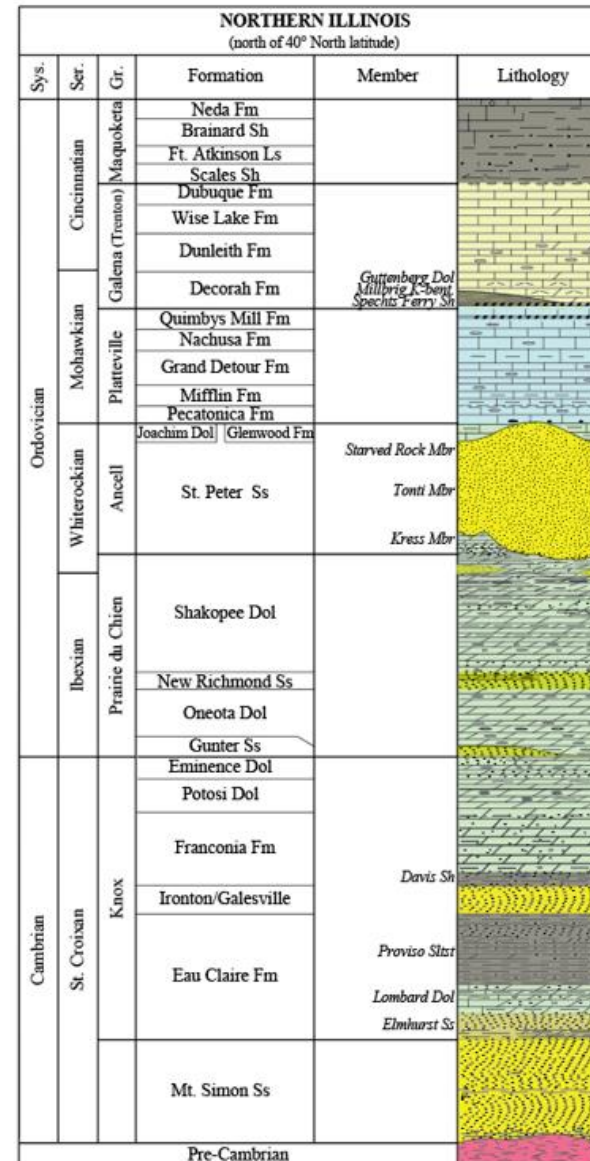 NORTHERN ILLINOIS
(north of 40° North latitude)
Sys.
Ser.
Gr.
Formation
Member
Lithology
Ordovician
Cambrian
Cincinnatian
Mohawkian
Whiterockian
Ibexian
St. Croixan
Maquoketa
Galena (Trenton)
Platteville
Ancell
Prairie du Chien
Knox
Neda Fm
Brainard Sh
Ft. Atkinson Ls
Scales Sh
Dubuque Fm
Wise Lake Fm
Dunleith Fm
Decorah Fm
Quimbys Mill Fm
Nachusa Fm
Grand Detour Fm
Mifflin Fm
Pecatonica Fm
Joachim Dol
Glenwood Fm
St. Peter Ss
Shakopee Dol
New Richmond Ss
Oneota Dol
Gunter Ss
Eminence Dol
Potosi Dol
Franconia Fm
Ironton/Galesville
Eau Claire Fm
Mt. Simon Ss
Pre-Cambrian
Guttenberg Dol
Millbrig K-bent
Spechts Ferry Sh
Starved Rock Mbr
Tonti Mbr
Kress Mbr
Davis Sh
Proviso Sltst
Lombard Dol
Elmhurst Ss